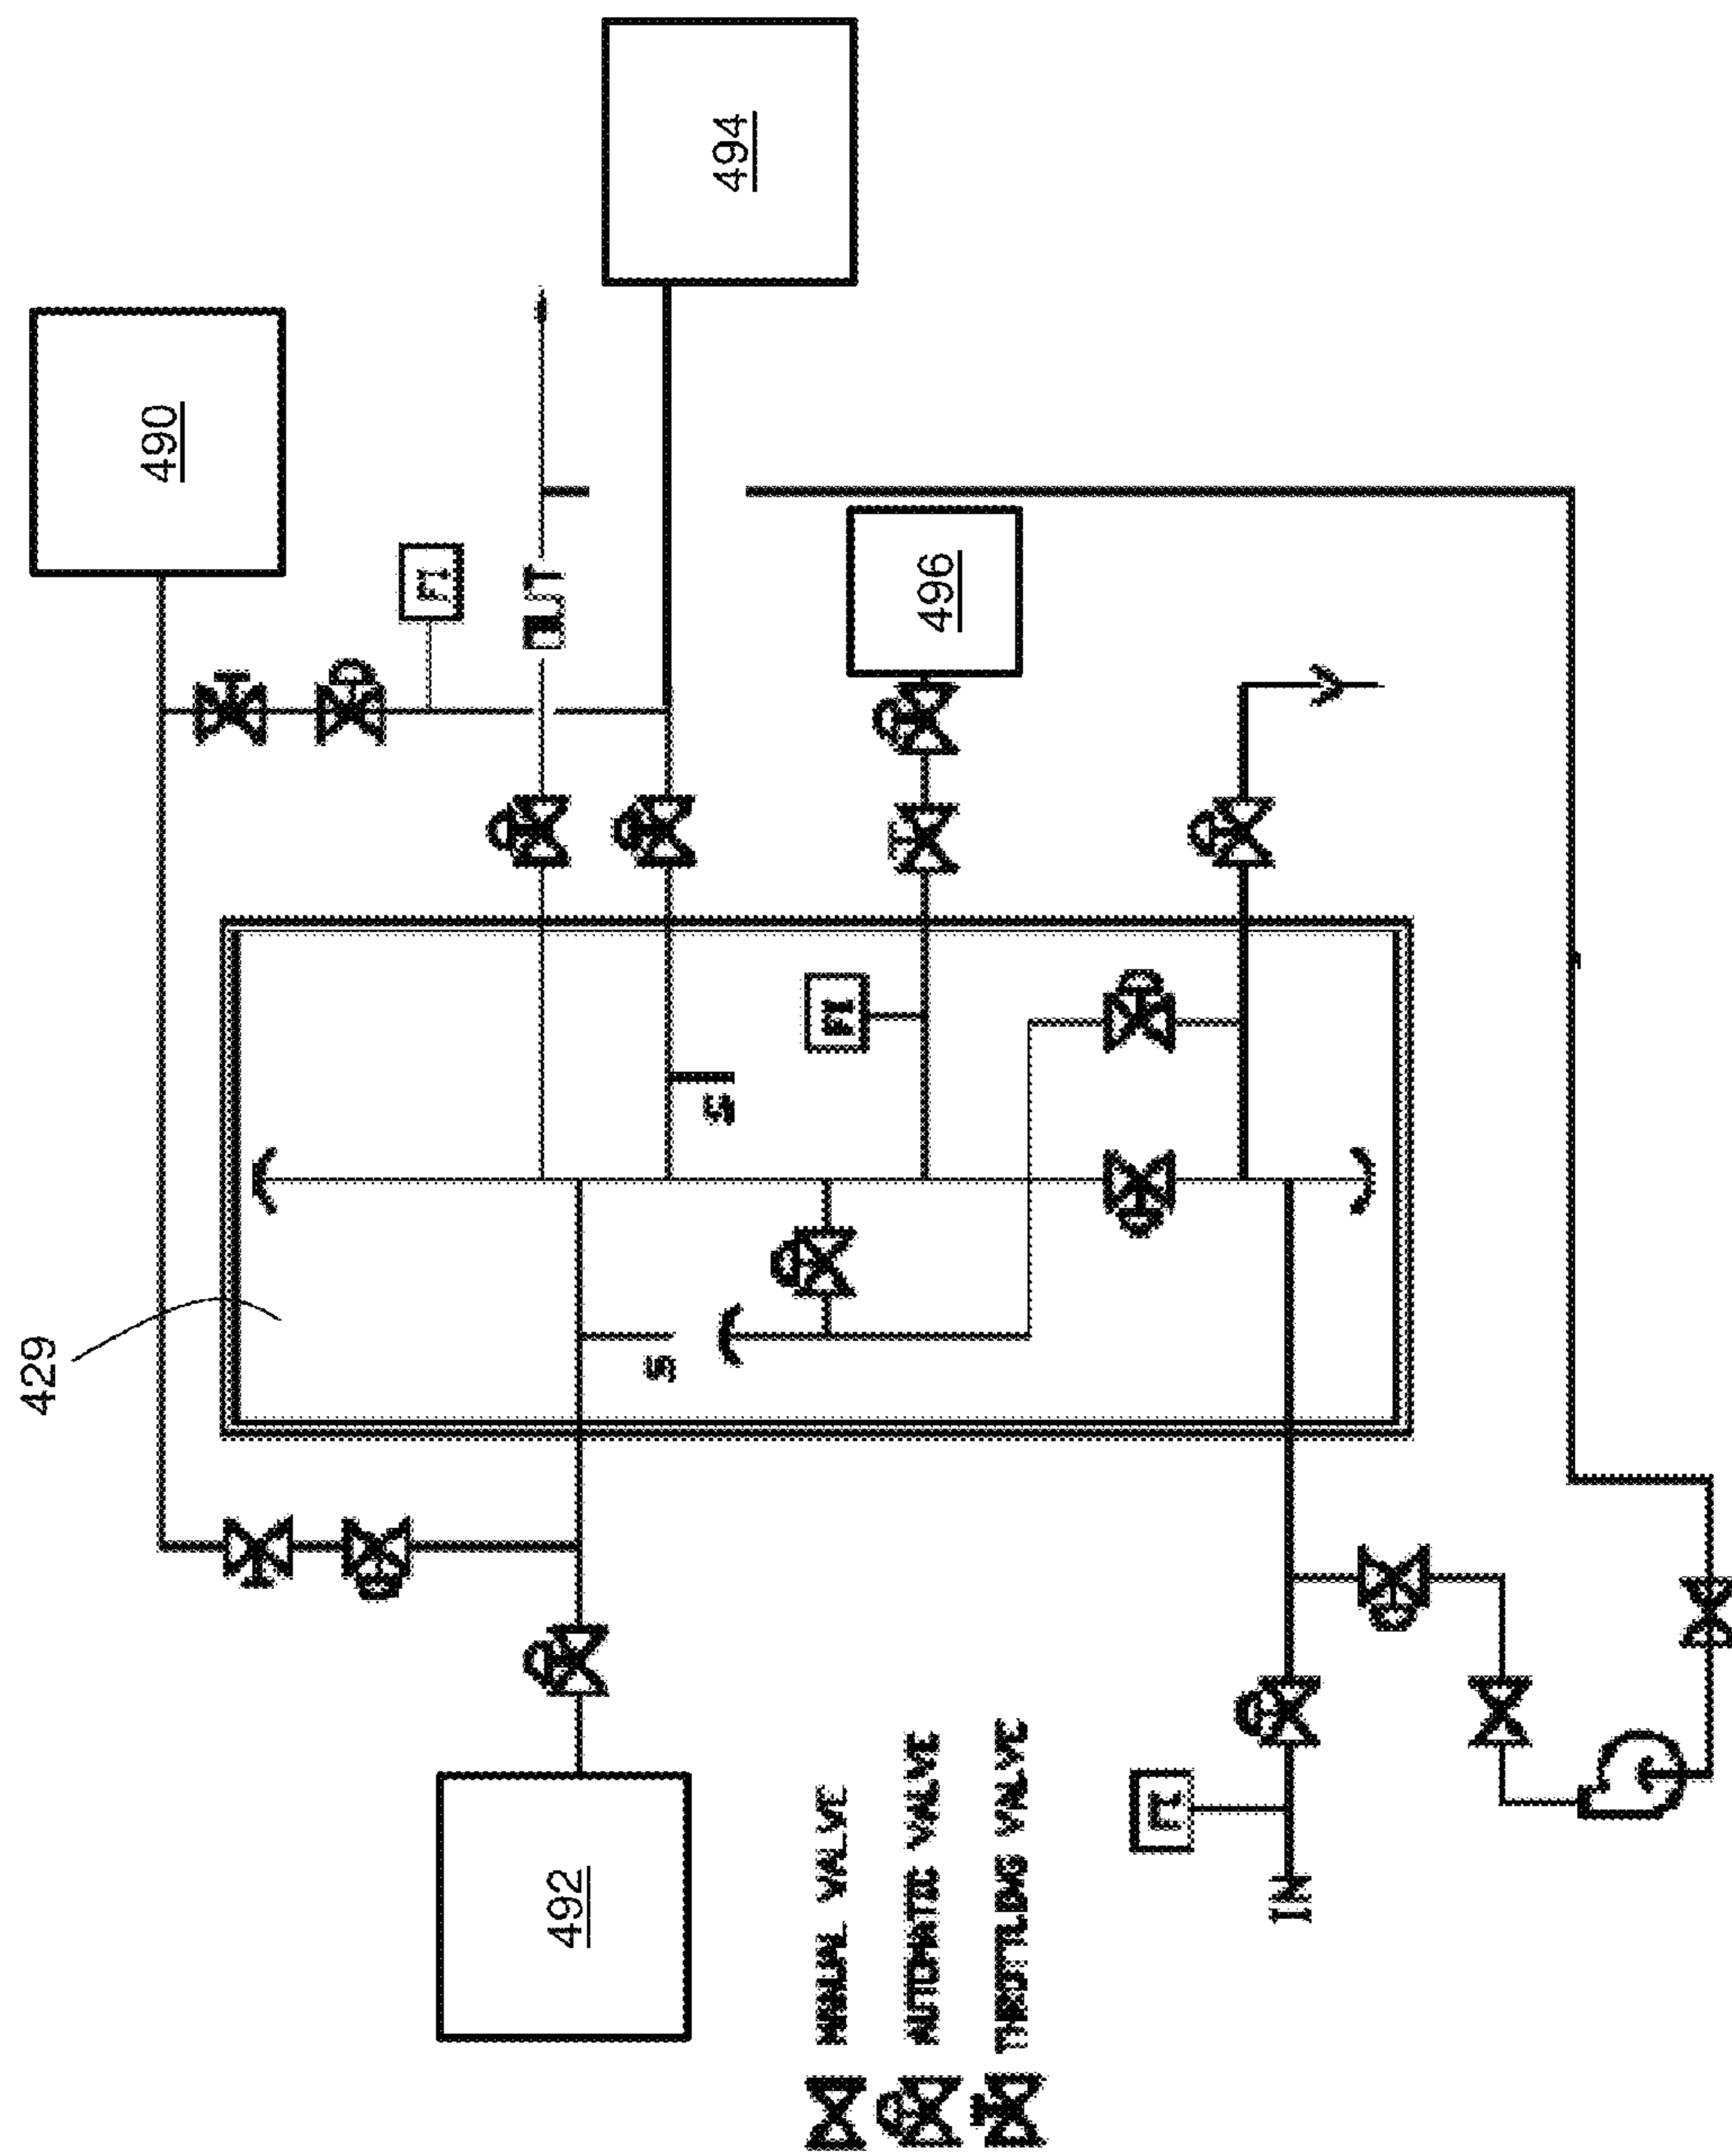 490
494
FI
OUT
496
FI
S
429
S
492
FI
IN
MANUAL VALVE
AUTOMATIC VALVE
THROTTLING VALVE